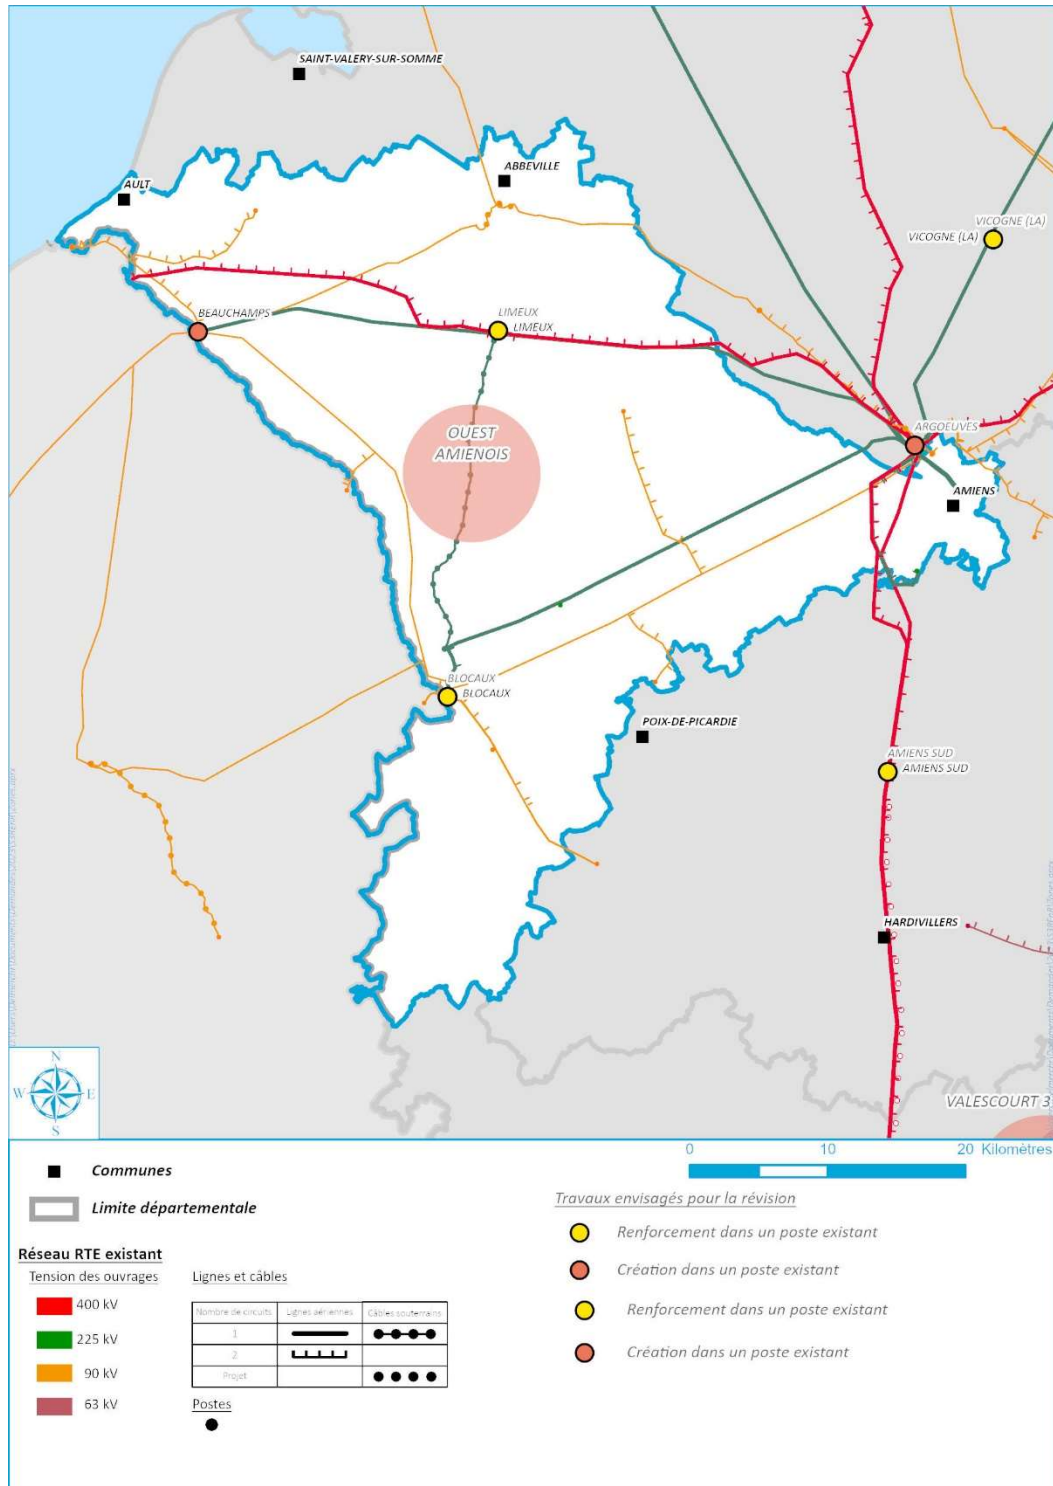 SAINT-VALERY-SUR-SOMME
ABBEVILLE
AULT
VICOGNE (LA)
VICOGNE (LA)
BEAUCHAMPS
LIMEUX
LIMEUX
OUEST
AMIENOIS
ARGOEUVES
AMIENS
BLOCAUX
BLOCAUX
POIX-DE-PICARDIE
AMIENS SUD
AMIENS SUD
HARDIVILLERS
VALESCOURT 3
N
W E
S
0 10 20 Kilomètres
Communes
Limite départementale
Travaux envisagés pour la révision
Renforcement dans un poste existant
Création dans un poste existant
Renforcement dans un poste existant
Création dans un poste existant
Réseau RTE existant
Tension des ouvrages
400 kV
225 kV
90 kV
63 kV
Lignes et câbles
Nombre de circuits Lignes aériennes Câbles souterrains
1
2
Projet
Postes